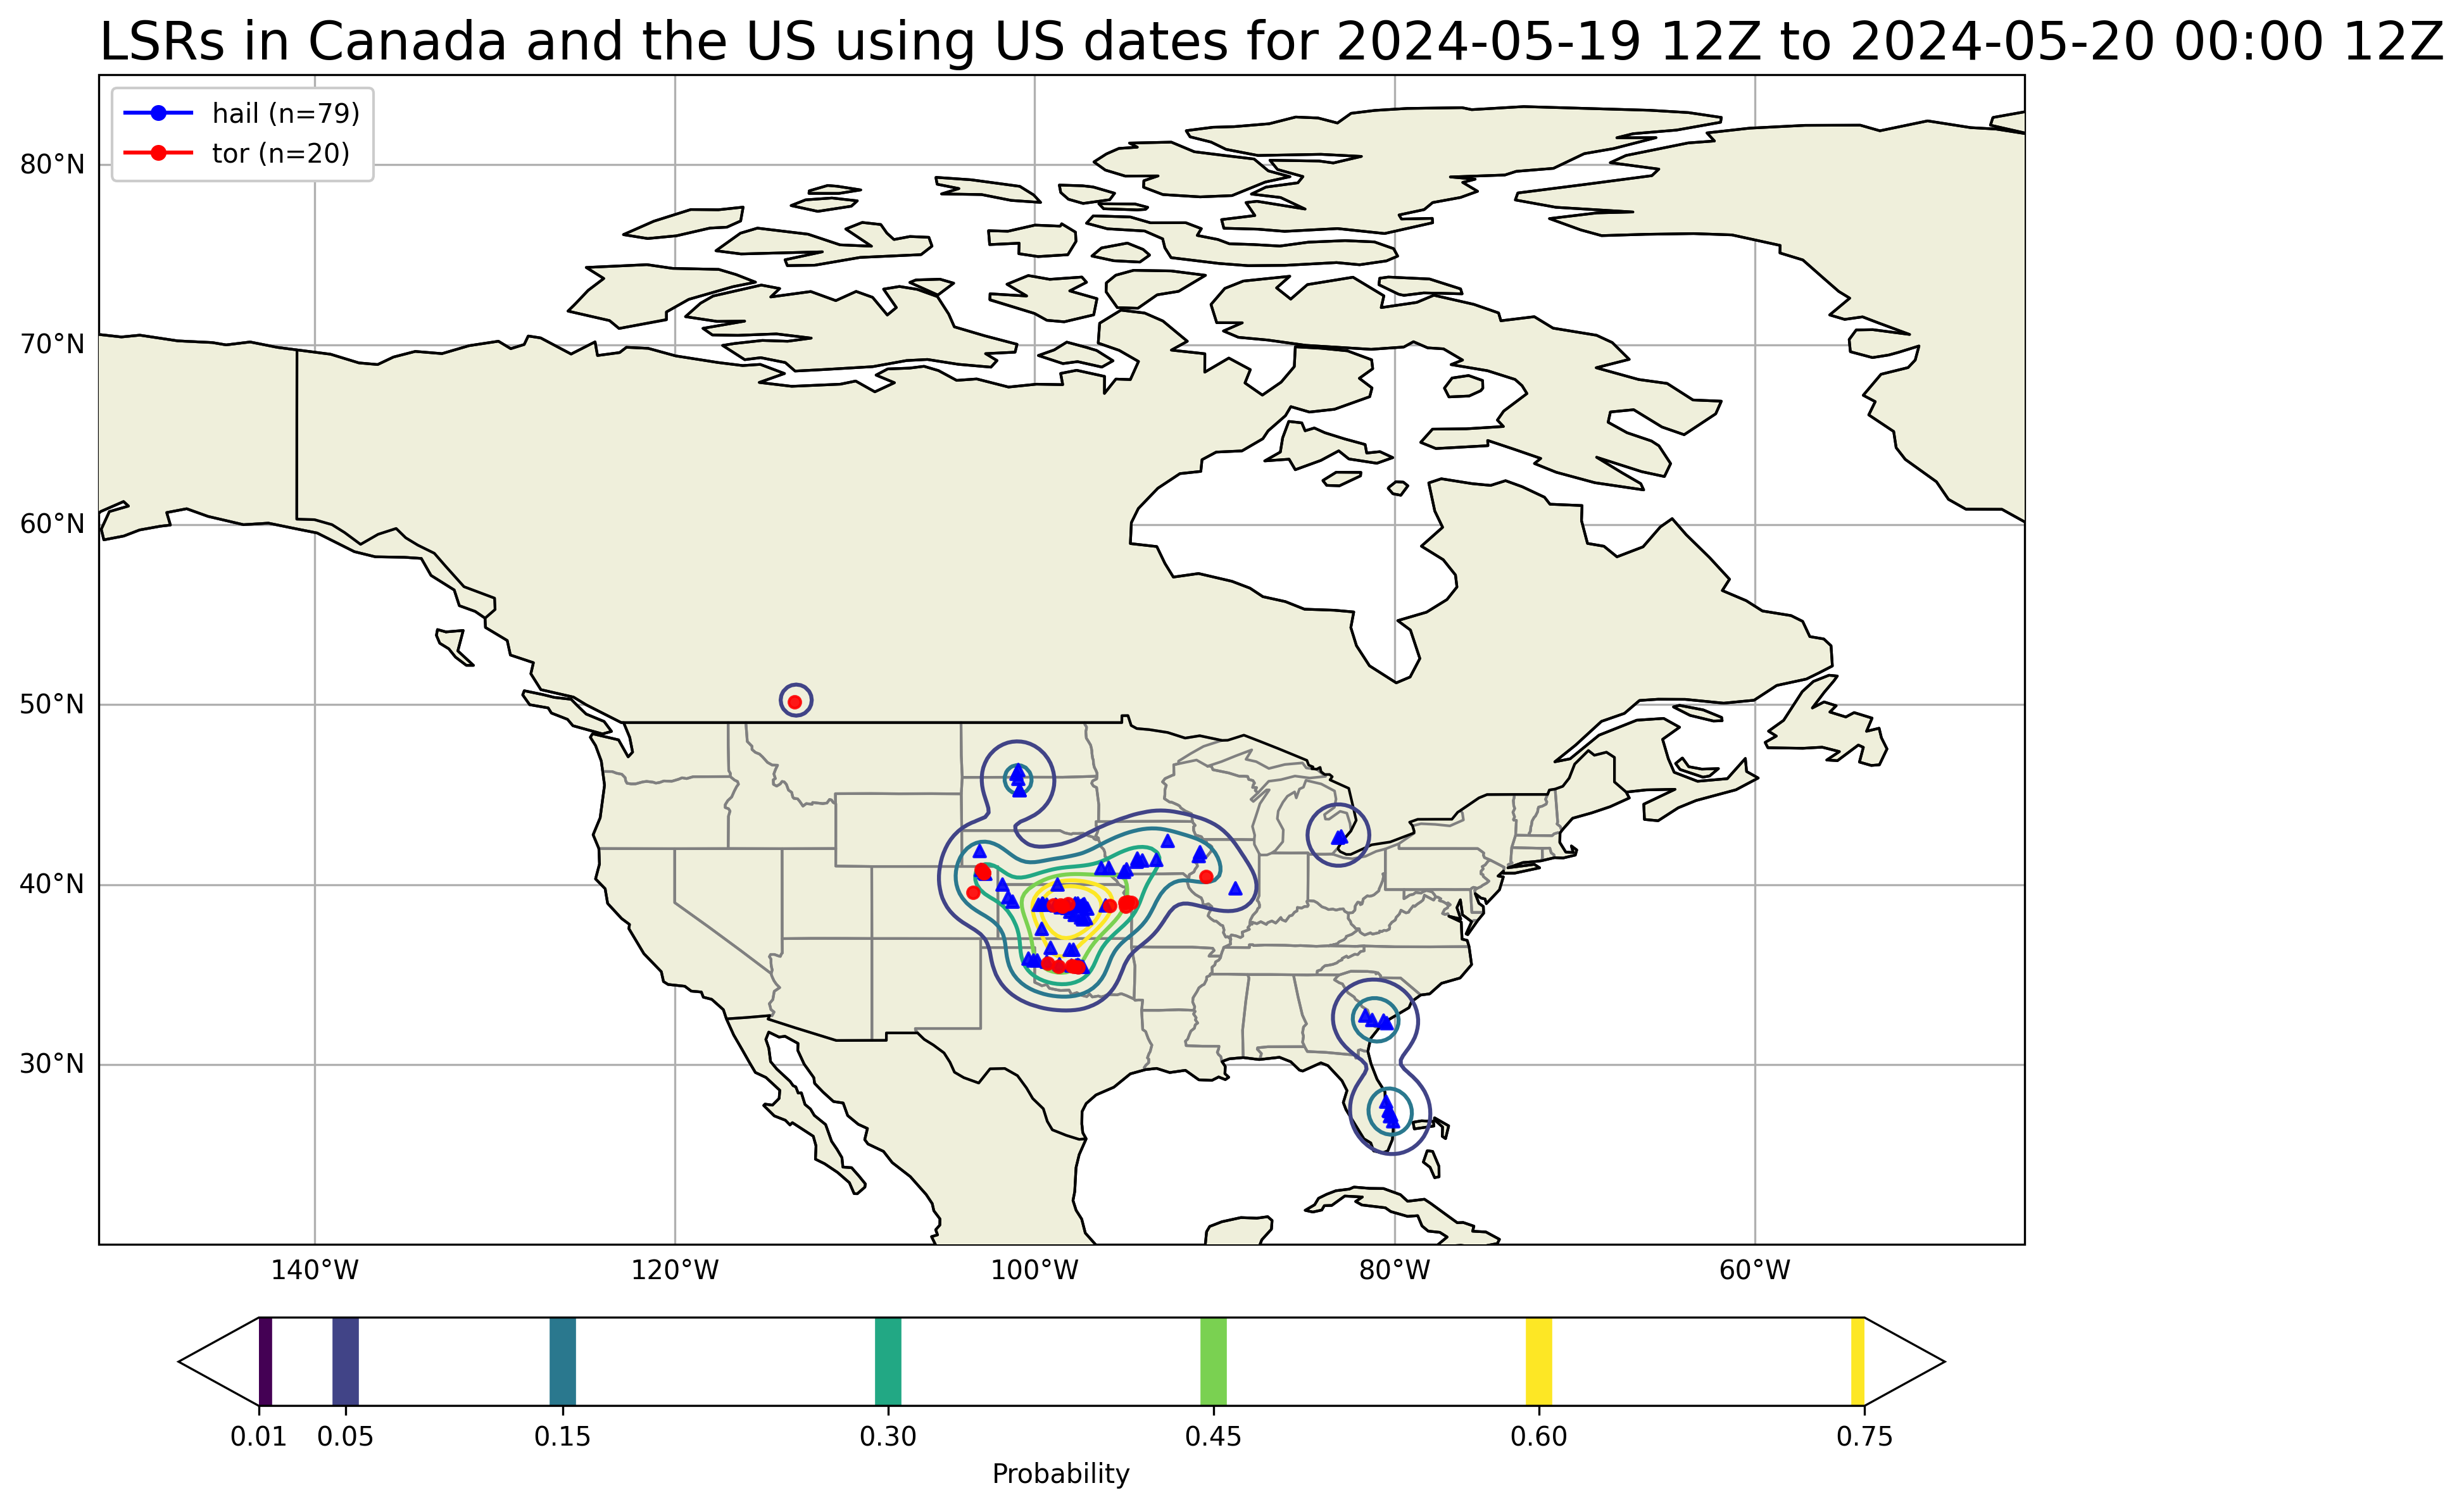 LSRs in Canada and the US using US dates for 2024-05-19 12Z to 2024-05-20 00:00 12Z
hail (n=79)
tor (n=20)
80°N
70°N
60°N
50°N
40°N
30°N
140°W 120°W 100°W 80°W 60°W
0.01 0.05 0.15 0.30 0.45 0.60 0.75
Probability